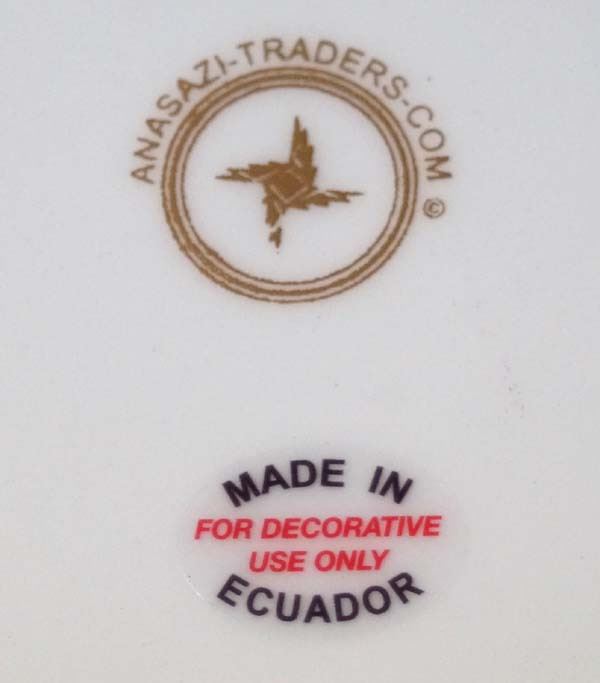 ANASAZI-TRADERS-COM ©
MADE IN
FOR DECORATIVE
USE ONLY
ECUADOR